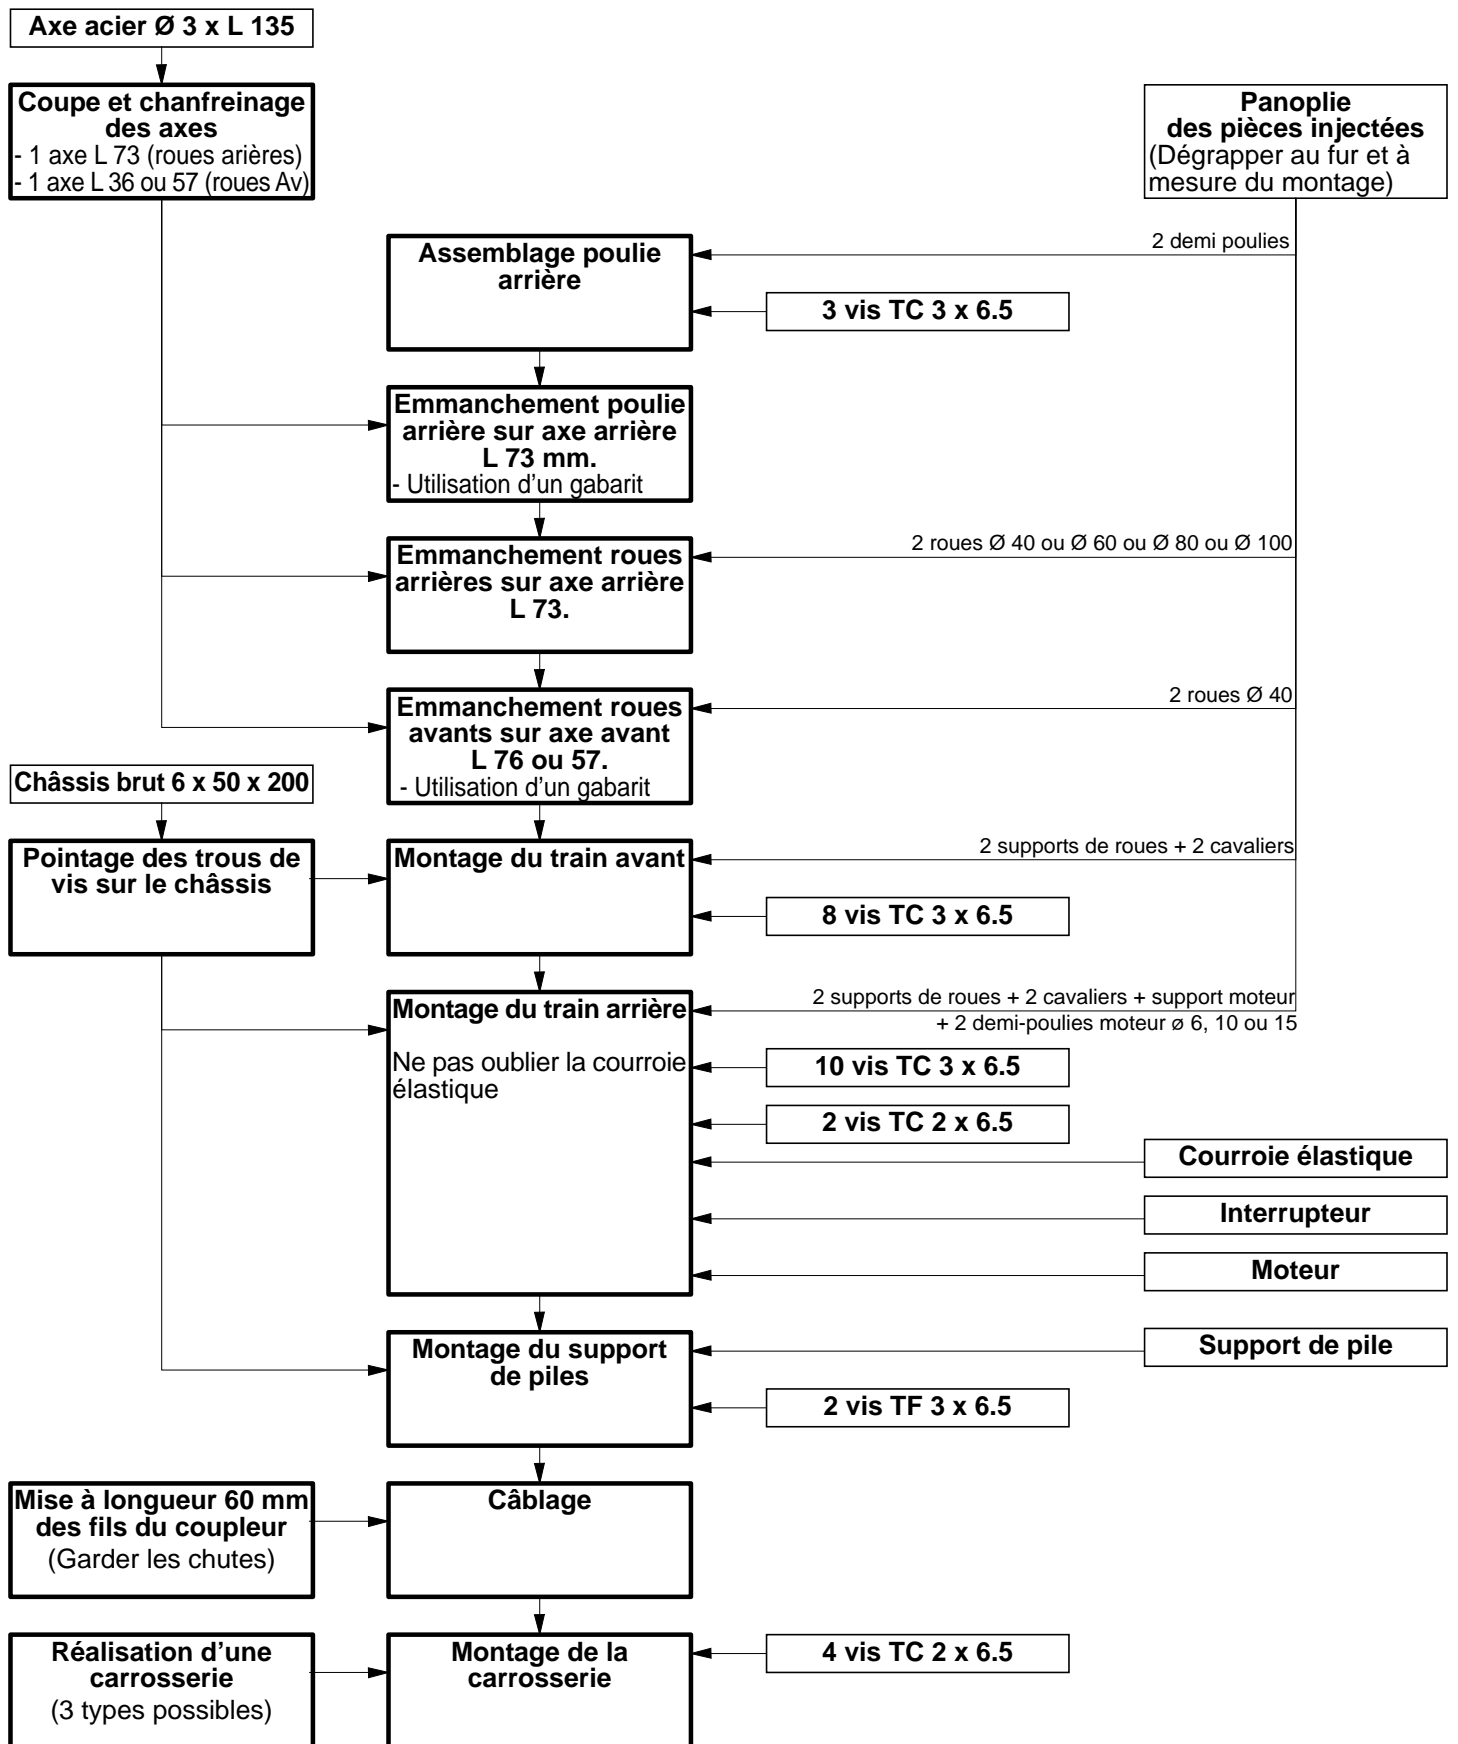 Axe acier Ø 3 x L 135
Coupe et chanfreinage
des axes
- 1 axe L 73 (roues arières)
- 1 axe L 36 ou 57 (roues Av)
Panoplie
des pièces injectées
(Dégrapper au fur et à
mesure du montage)
2 demi poulies
Assemblage poulie
arrière
3 vis TC 3 x 6.5
Emmanchement poulie
arrière sur axe arrière
L 73 mm.
- Utilisation d’un gabarit
2 roues Ø 40 ou Ø 60 ou Ø 80 ou Ø 100
Emmanchement roues
arrières sur axe arrière
L 73.
2 roues Ø 40
Emmanchement roues
avants sur axe avant
L 76 ou 57.
- Utilisation d’un gabarit
Châssis brut 6 x 50 x 200
Pointage des trous de
vis sur le châssis
Montage du train avant
2 supports de roues + 2 cavaliers
8 vis TC 3 x 6.5
Montage du train arrière
Ne pas oublier la courroie
élastique
2 supports de roues + 2 cavaliers + support moteur
+ 2 demi-poulies moteur ø 6, 10 ou 15
10 vis TC 3 x 6.5
2 vis TC 2 x 6.5
Courroie élastique
Interrupteur
Moteur
Montage du support
de piles
Support de pile
2 vis TF 3 x 6.5
Mise à longueur 60 mm
des fils du coupleur
(Garder les chutes)
Câblage
Réalisation d’une
carrosserie
(3 types possibles)
Montage de la
carrosserie
4 vis TC 2 x 6.5